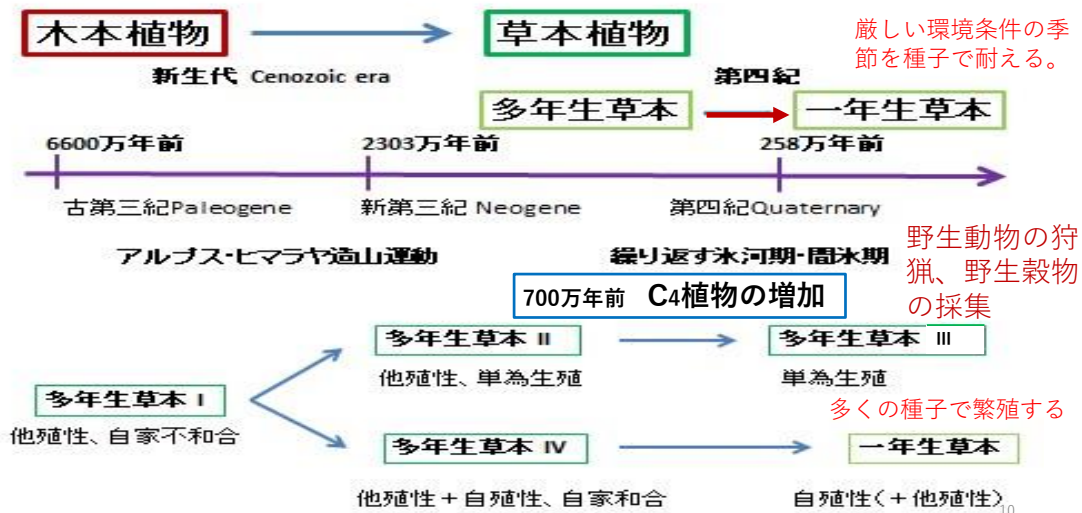 木本植物
草本植物
厳しい環境条件の季
節を種子で耐える。
新生代 Cenozoic era
第四紀
多年生草本
一年生草本
6600万年前
2303万年前
258万年前
古第三紀Paleogene
新第三紀 Neogene
第四紀Quaternary
アルプス・ヒマラヤ造山運動
繰り返す氷河期・間氷期
野生動物の狩
猟、野生穀物
の採集
700万年前 C4植物の増加
多年生草本 II
多年生草本 III
他殖性、単為生殖
単為生殖
多年生草本 I
他殖性、自家不和合
多くの種子で繁殖する
多年生草本 IV
一年生草本
他殖性+自殖性、自家和合
自殖性(+他殖性)
10